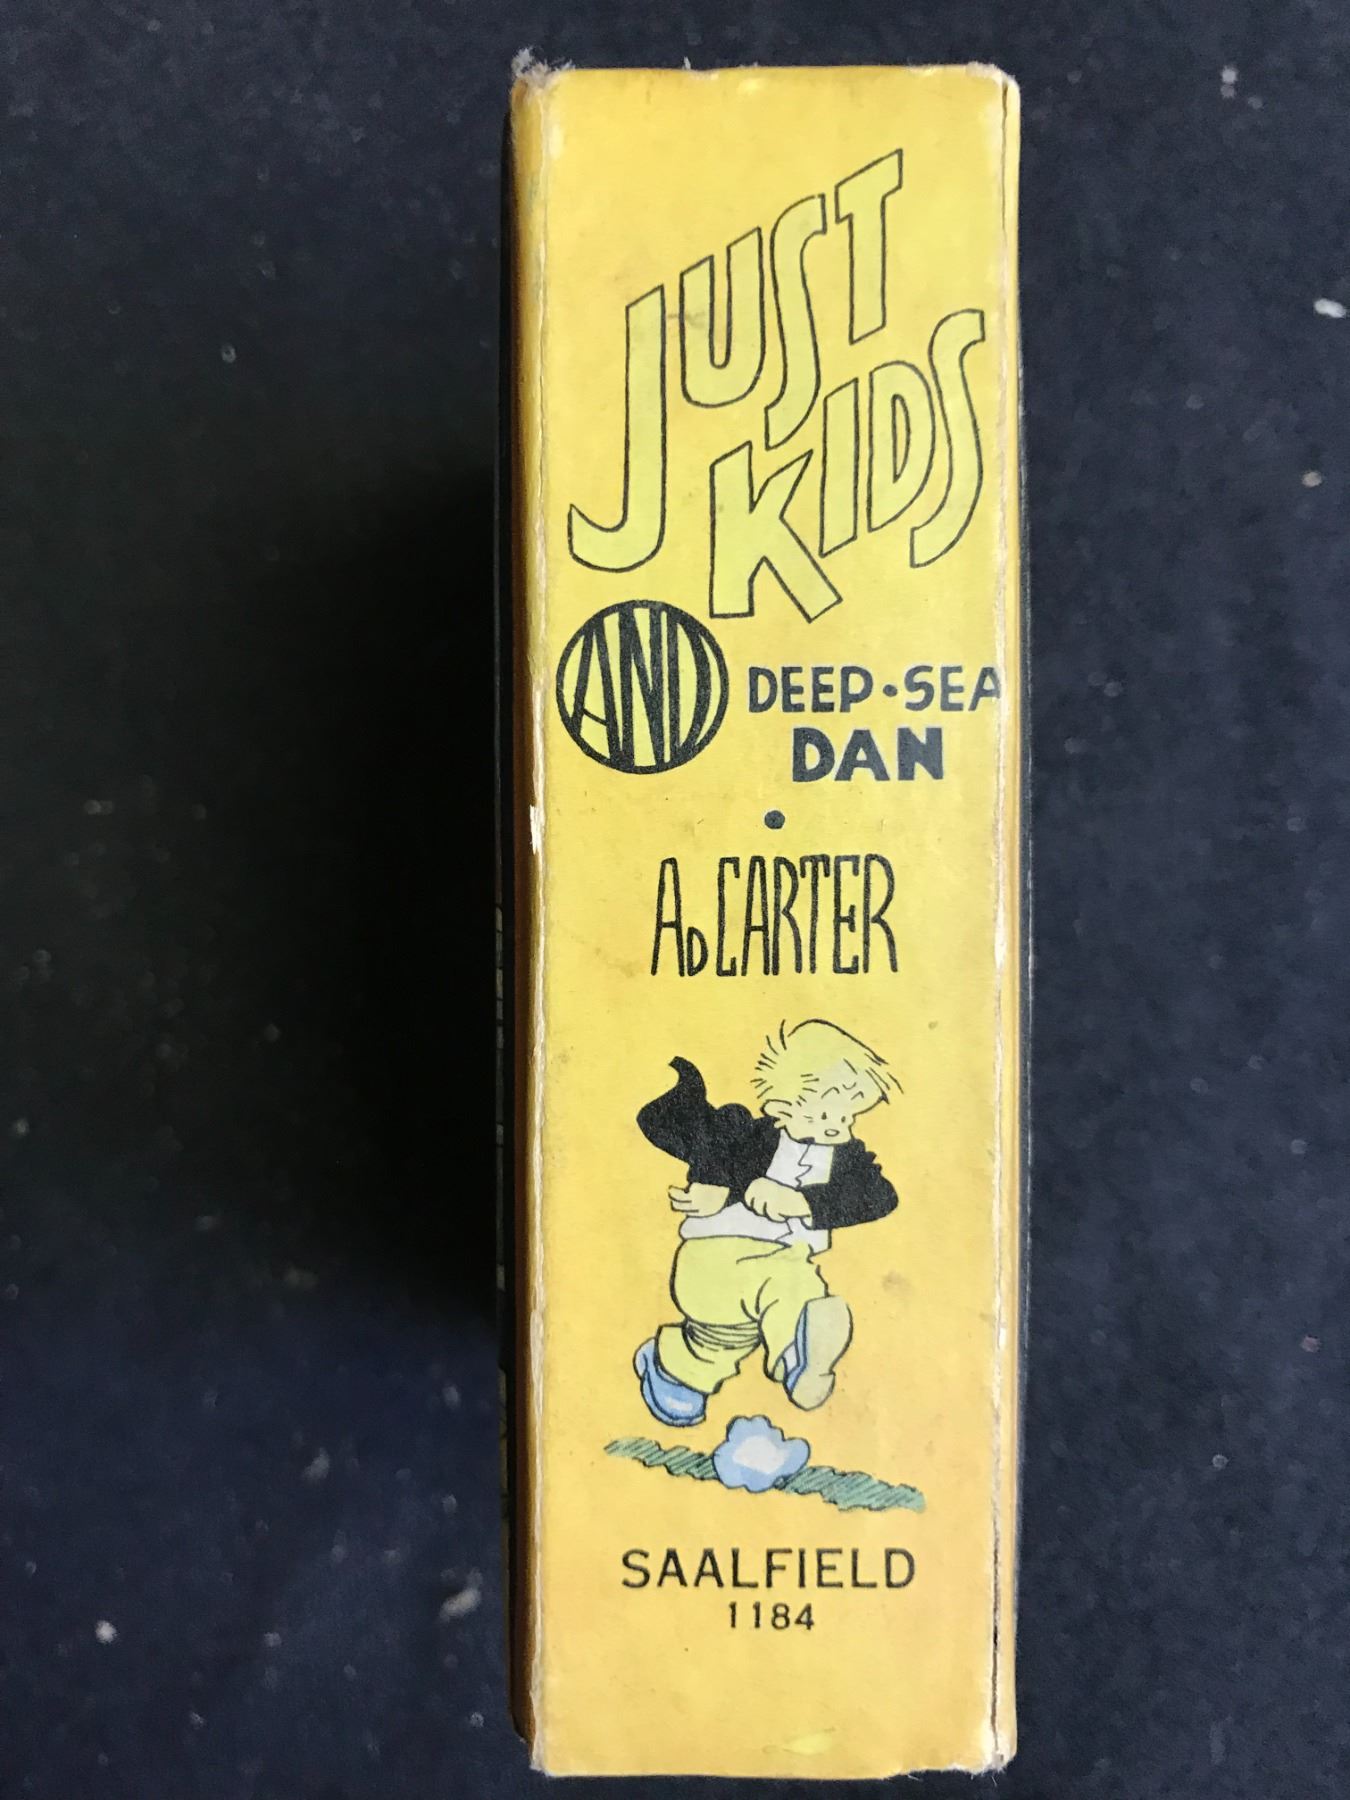 JUST
KIDS
AND DEEP-SEA
DAN
AD CARTER
SAALFIELD
1184